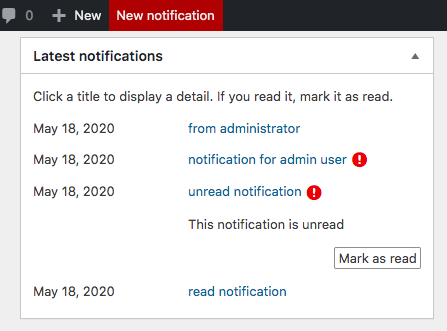 0 New New notification
Latest notifications
Click a title to display a detail. If you read it, mark it as read.
May 18, 2020 from administrator
May 18, 2020 notification for admin user
May 18, 2020 unread notification
This notification is unread
Mark as read
May 18, 2020 read notification